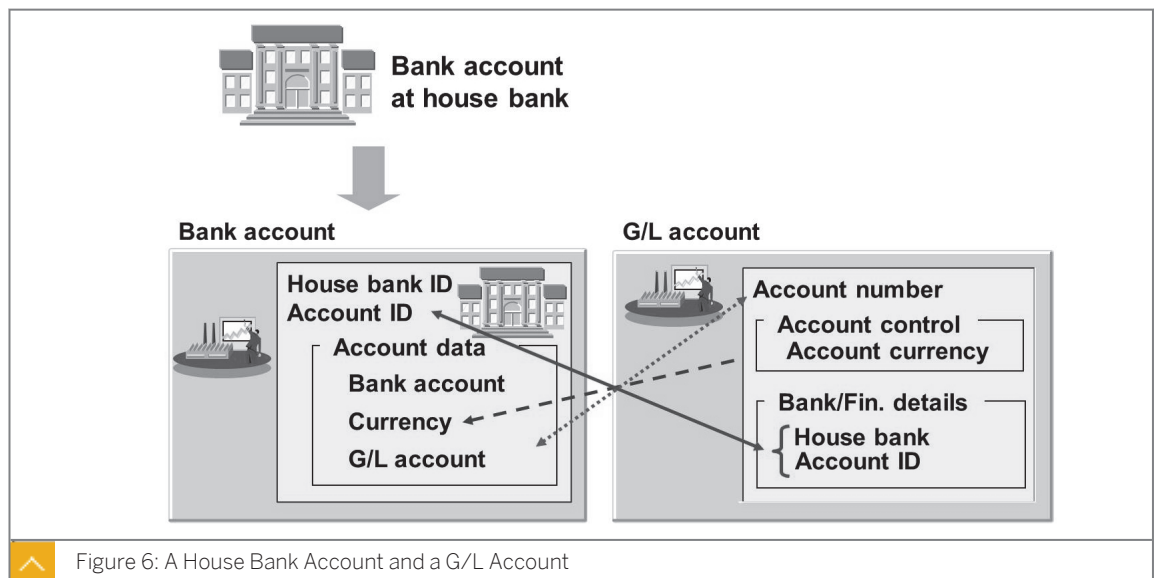 Bank account
at house bank
Bank account
House bank ID
Account ID
Account data
Bank account
Currency
G/L account
G/L account
Account number
Account control
Account currency
Bank/Fin. details
House bank
Account ID
Figure 6: A House Bank Account and a G/L Account